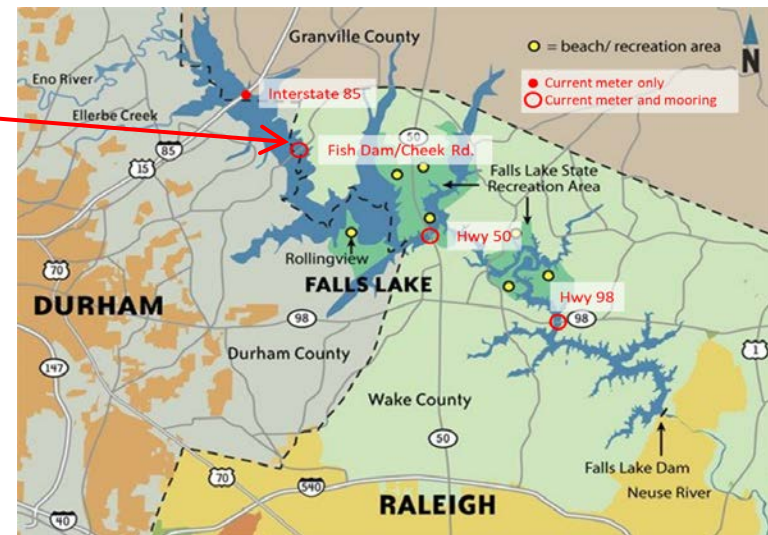 Granville County
= beach/ recreation area
N
Eno River
Interstate 85
Current meter only
Current meter and mooring
Ellerbe Creek
85
15
50
Fish Dam/Cheek Rd.
Falls Lake State
Recreation Area
Hwy 50
Rollingview
70
FALLS LAKE
Hwy 98
DURHAM
98
98
Durham County
1
147
Wake County
50
Falls Lake Dam
70
540
Neuse River
RALEIGH
40